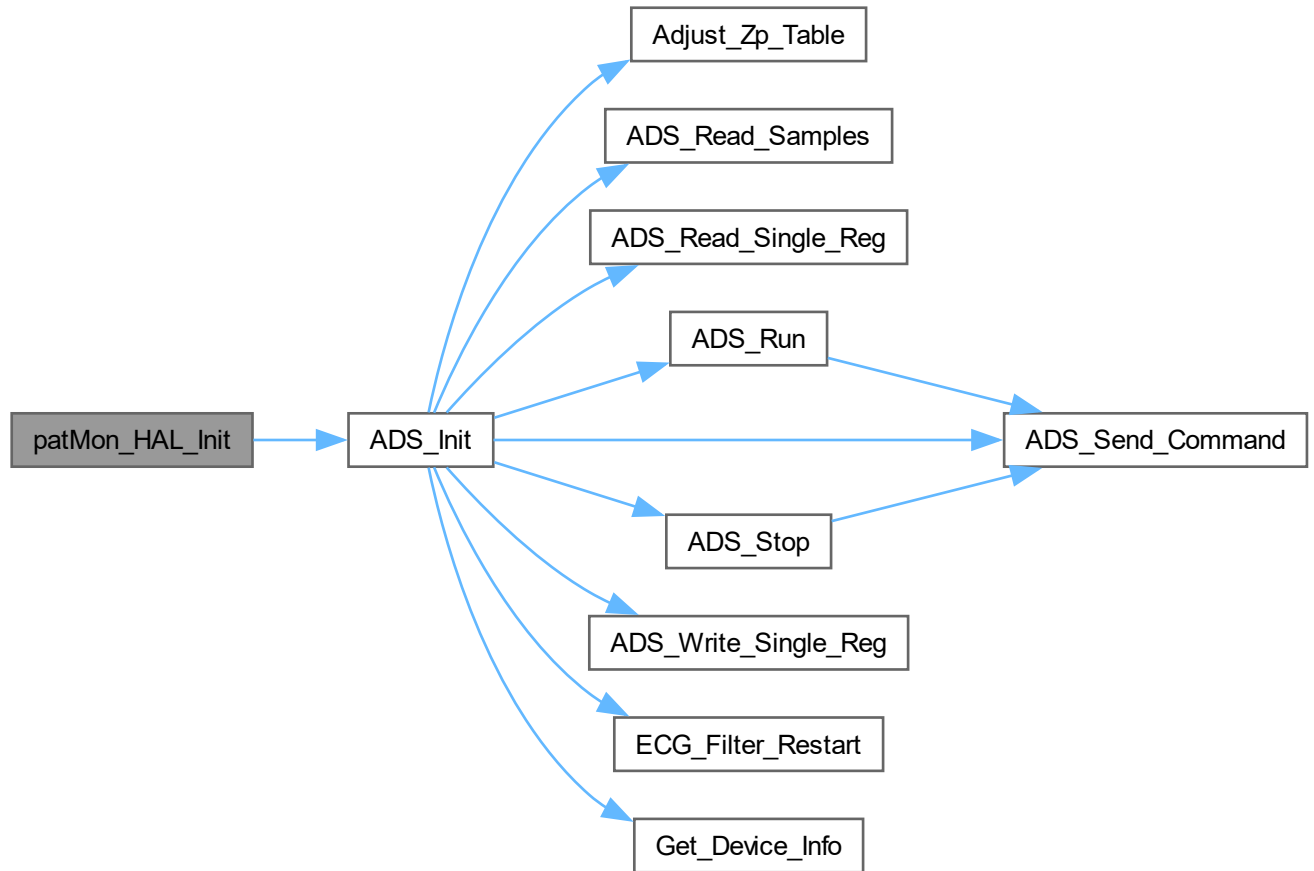 Adjust_Zp_Table
ADS_Read_Samples
ADS_Read_Single_Reg
ADS_Run
patMon_HAL_Init
ADS_Init
ADS_Send_Command
ADS_Stop
ADS_Write_Single_Reg
ECG_Filter_Restart
Get_Device_Info